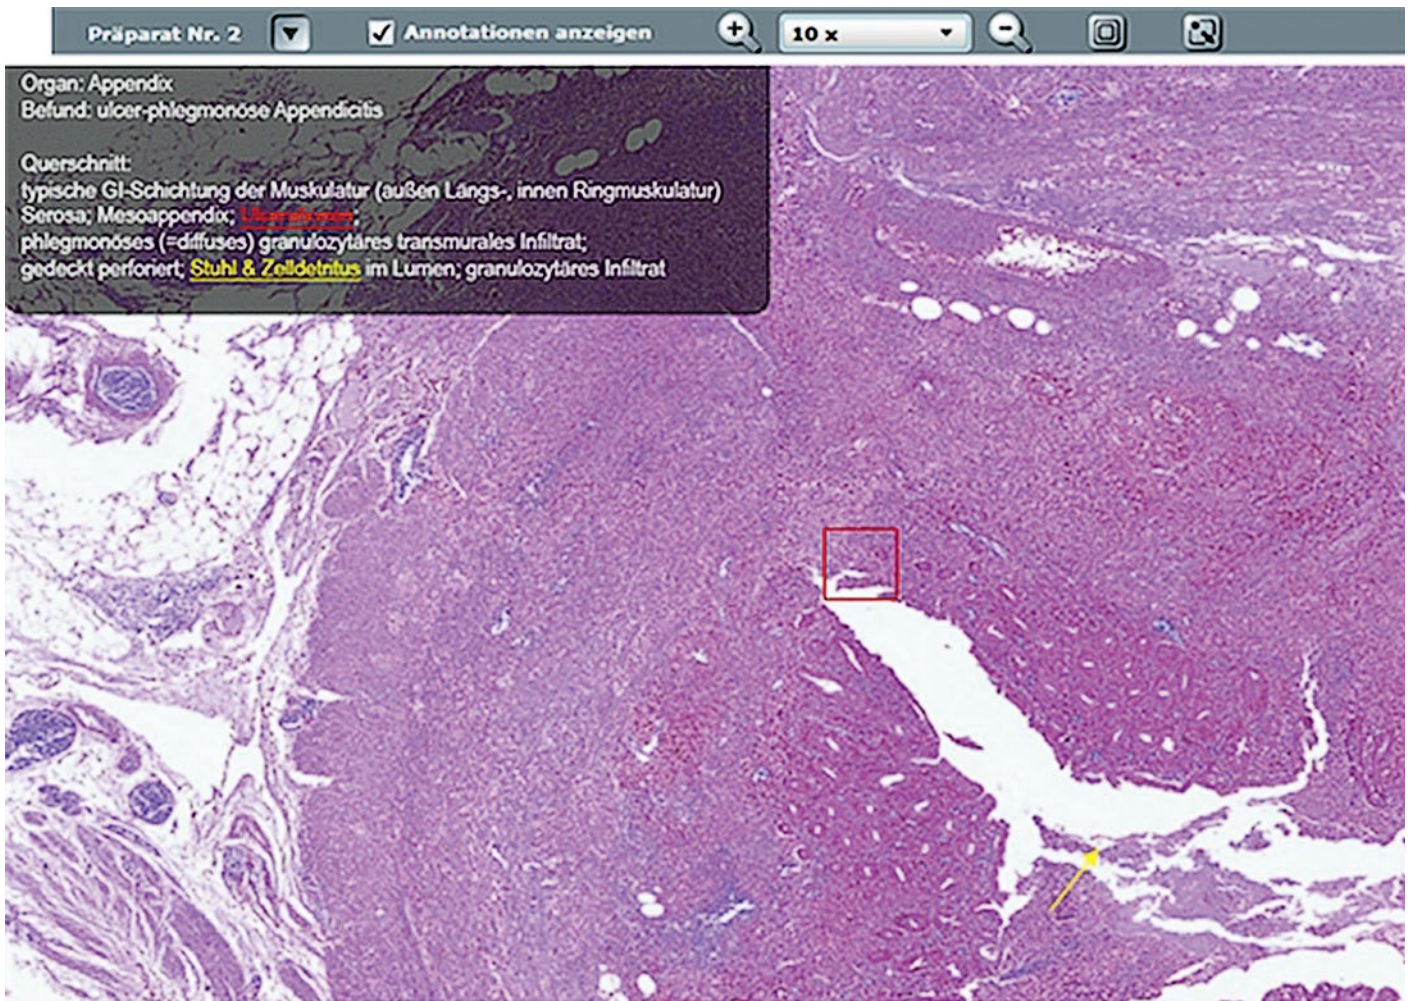 Präparat Nr. 2
Annotationen anzeigen
10 x
Organ: Appendix
Befund: ulcer-phlegmonöse Appendicitis
Querschnitt:
typische GI-Schichtung der Muskulatur (außen Längs-, innen Ringmuskulatur)
Serosa; Mesoappendix; Ulcerationen;
phlegmonöses (=diffuses) granulozytäres transmurales Infiltrat;
gedeckt perforiert; Stuhl & Zelldetritus im Lumen; granulozytäres Infiltrat